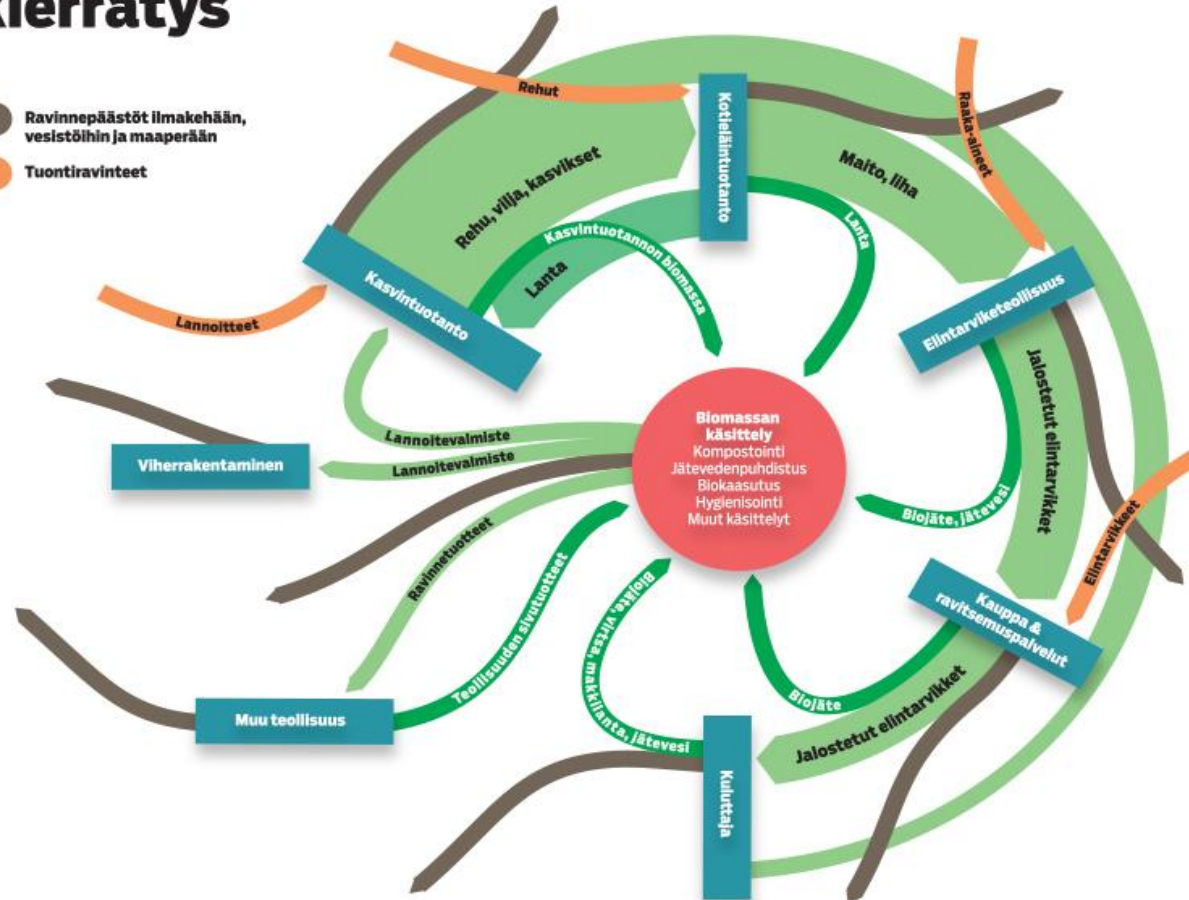 kierrätys
Ravinnepäästöt ilmakehään,
vesistöihin ja maaperään
Tuontiravinteet
Rehut
Raaka-aineet
Kotieläintuotanto
Rehu, vilja, kasvikset
Maito, liha
Kasvintuotannon biomassa
Lanta
Lanta
Kasvintuotanto
Elintarviketeollisuus
Lannoitteet
Jalostetut elintarvikket
Lannoitevalmiste
Viherrakentaminen
Lannoitevalmiste
Biomassan
käsittely
Kompostointi
Jätevedenpuhdistus
Biokaasutus
Hygienisointi
Muut käsittelyt
Biojäte, jätevesi
Elintarvikkeet
Ravinnetuotteet
Teollisuuden sivutuotteet
Biojäte, virtsa, makkilanta, jätevesi
Kauppa &
ravitsemuspalvelut
Biojäte
Jalostetut elintarvikket
Muu teollisuus
Kuluttaja